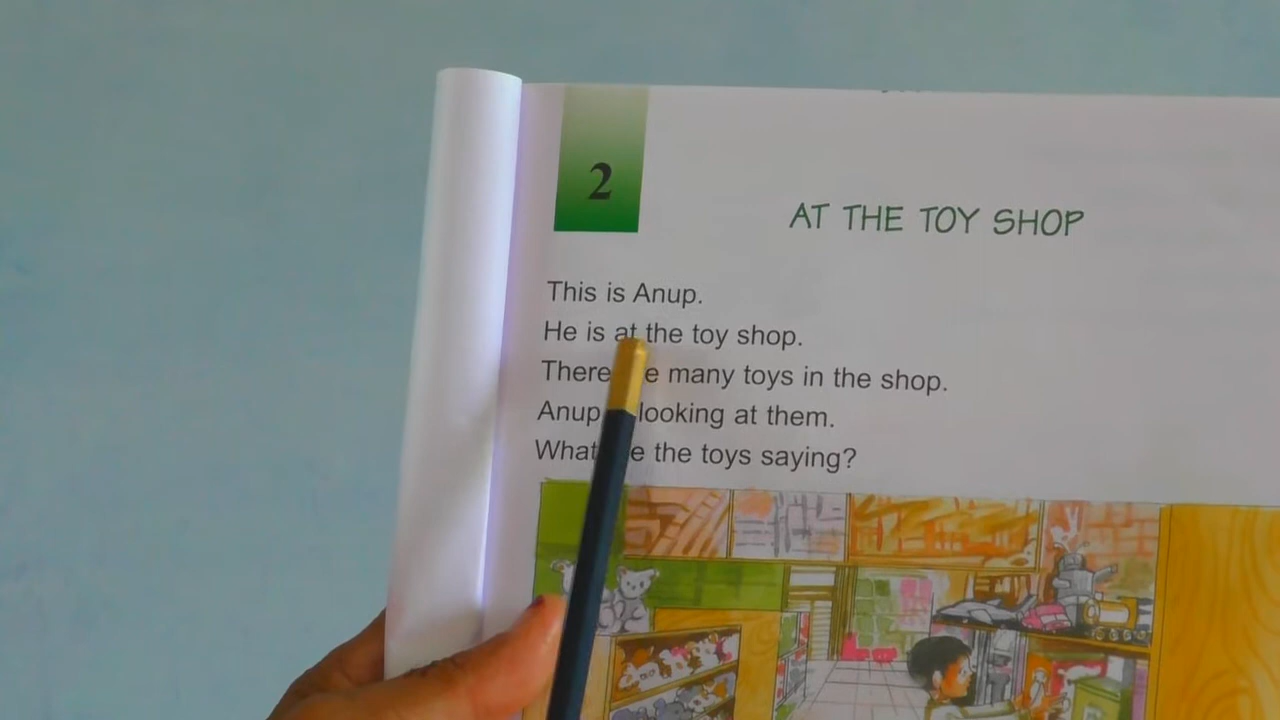 2
AT THE TOY SHOP
This is Anup.
He is at the toy shop.
There many toys in the shop.
Anup looking at them.
What the toys saying?